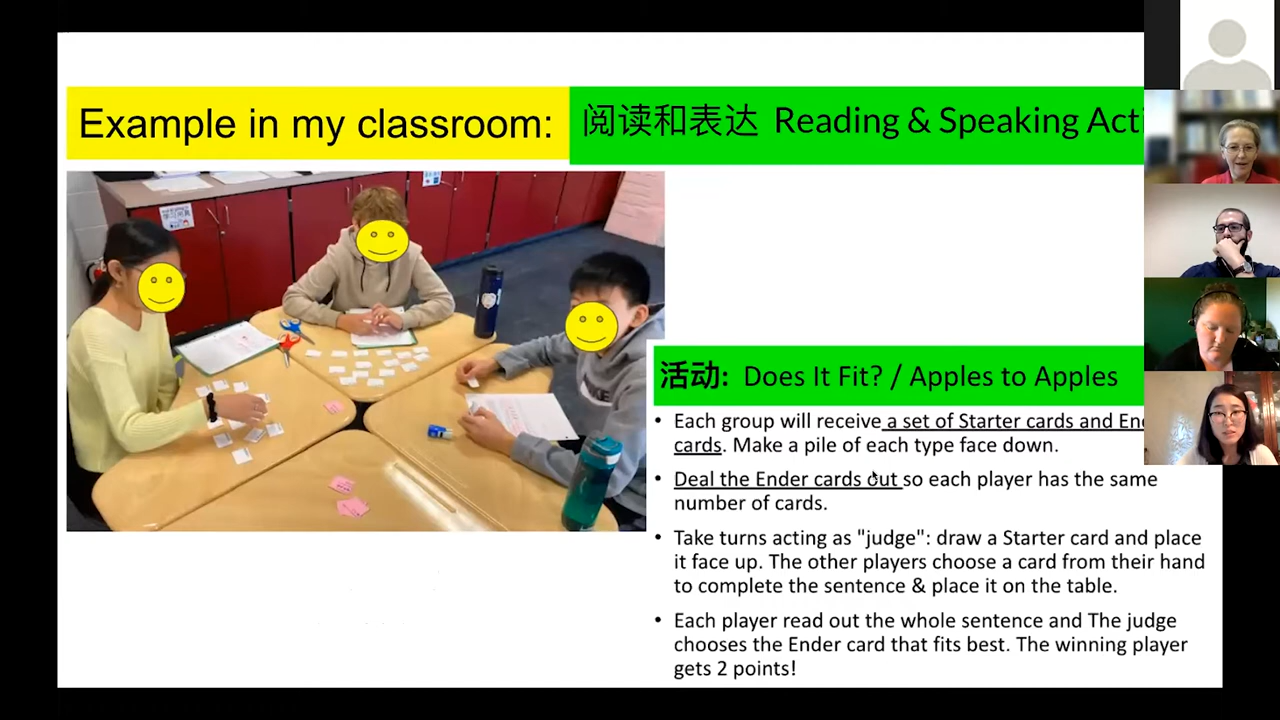 Example in my classroom:
阅读和表达 Reading & Speaking Acti
活动: Does It Fit? / Apples to Apples
• Each group will receive a set of Starter cards and En
cards. Make a pile of each type face down.
• Deal the Ender cards out so each player has the same
number of cards.
• Take turns acting as "judge": draw a Starter card and place
it face up. The other players choose a card from their hand
to complete the sentence & place it on the table.
• Each player read out the whole sentence and The judge
chooses the Ender card that fits best. The winning player
gets 2 points!